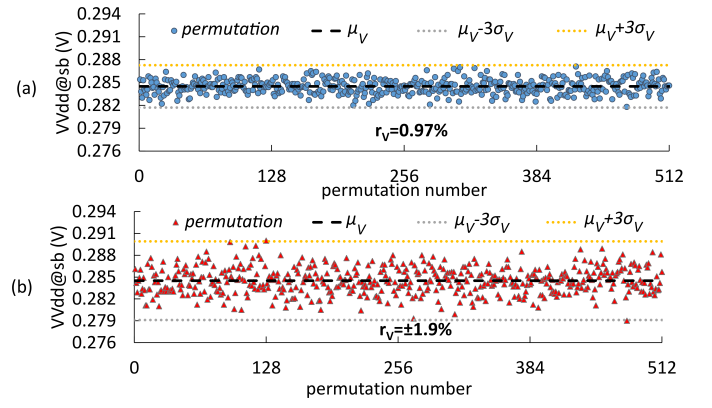 permutation μV μV-3σV μV+3σV
0.294
0.291
0.288
0.285
0.282
0.279
0.276
VVdd@sb (V)
(a)
rV=0.97%
0 128 256 384 512
permutation number
permutation μV μV-3σV μV+3σV
0.294
0.291
0.288
0.285
0.282
0.279
0.276
VVdd@sb (V)
(b)
rV=±1.9%
0 128 256 384 512
permutation number